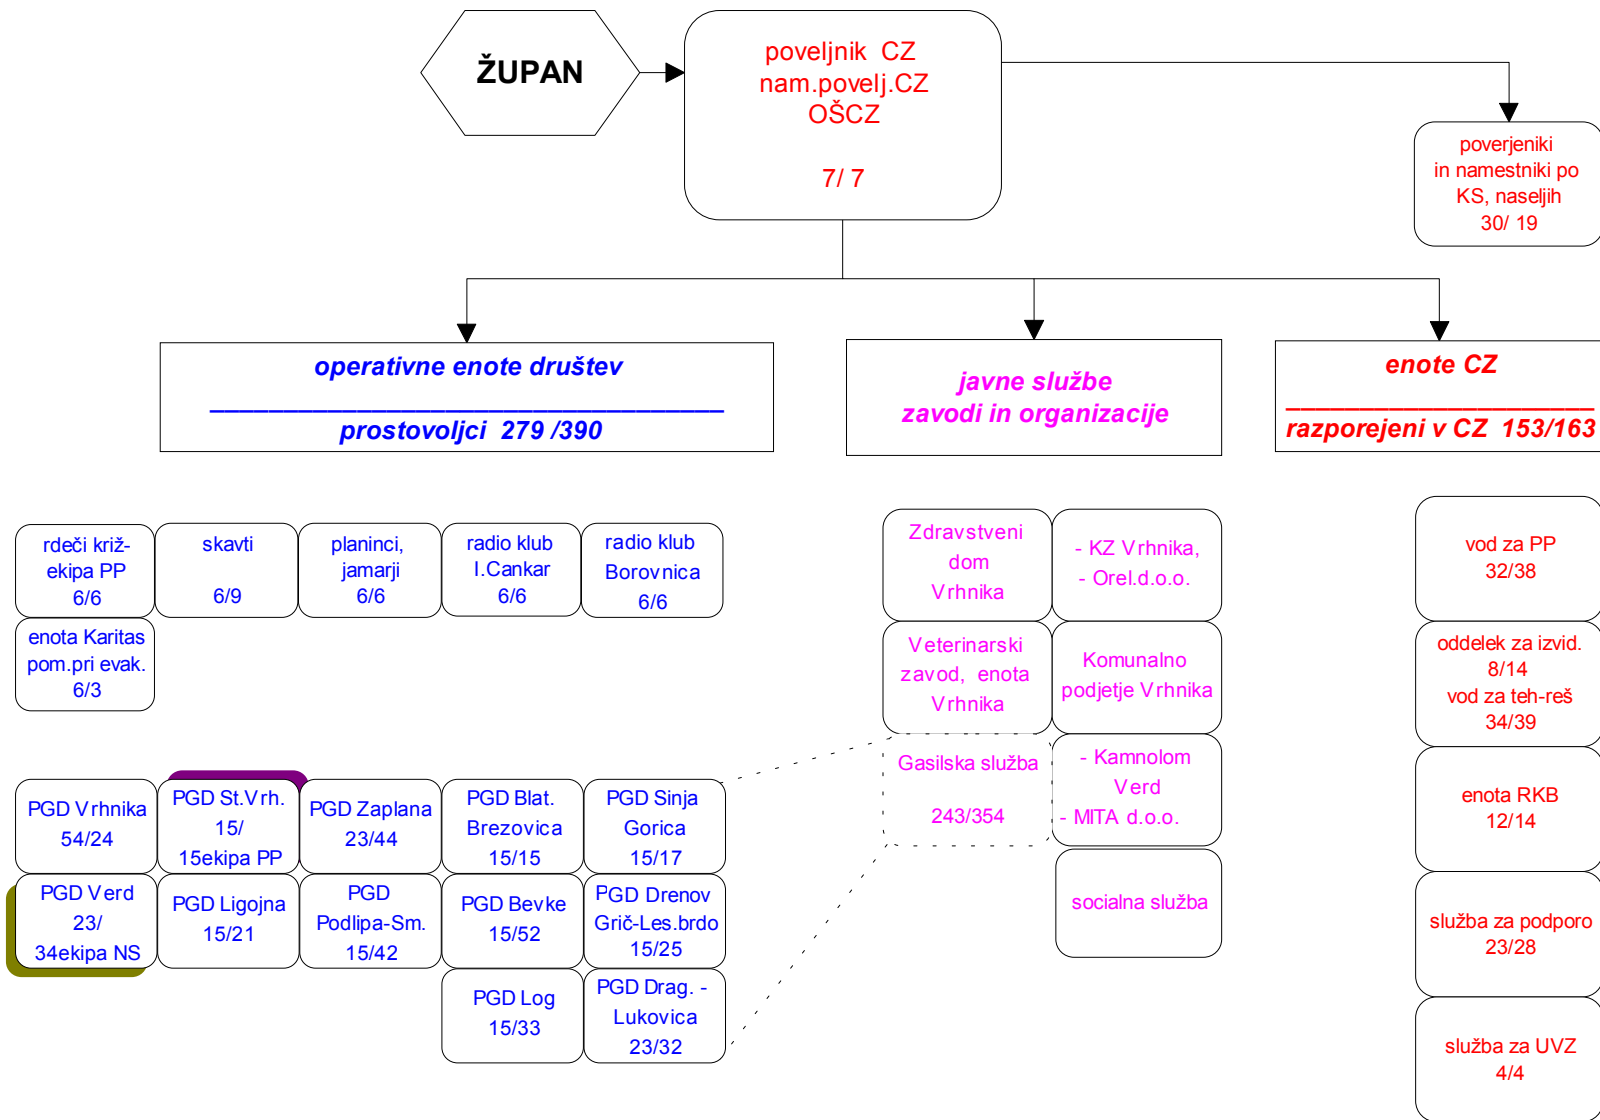 ŽUPAN
poveljnik CZ
nam.povelj.CZ
OŠCZ
7/ 7
poverjeniki
in namestniki po
KS, naseljih
30/ 19
operativne enote društev
prostovoljci 279 /390
javne službe
zavodi in organizacije
enote CZ
razporejeni v CZ 153/163
rdeči križ-
ekipa PP
6/6
skavti
6/9
planinci,
jamarji
6/6
radio klub
I.Cankar
6/6
radio klub
Borovnica
6/6
enota Karitas
pom.pri evak.
6/3
PGD Vrhnika
54/24
PGD St.Vrh.
15/
15ekipa PP
PGD Zaplana
23/44
PGD Blat.
Brezovica
15/15
PGD Sinja
Gorica
15/17
PGD Verd
23/
34ekipa NS
PGD Ligojna
15/21
PGD
Podlipa-Sm.
15/42
PGD Bevke
15/52
PGD Drenov
Grič-Les.brdo
15/25
PGD Log
15/33
PGD Drag. -
Lukovica
23/32
Zdravstveni
dom
Vrhnika
- KZ Vrhnika,
- Orel.d.o.o.
Veterinarski
zavod, enota
Vrhnika
Komunalno
podjetje Vrhnika
Gasilska služba
243/354
- Kamnolom
Verd
- MITA d.o.o.
socialna služba
vod za PP
32/38
oddelek za izvid.
8/14
vod za teh-reš
34/39
enota RKB
12/14
služba za podporo
23/28
služba za UVZ
4/4